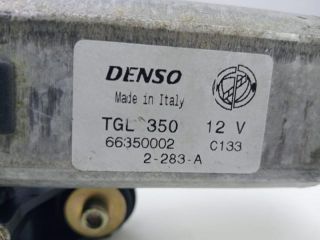 DENSO
Made in Italy
TGL 350 12 V
66350002 C133
2-283-A